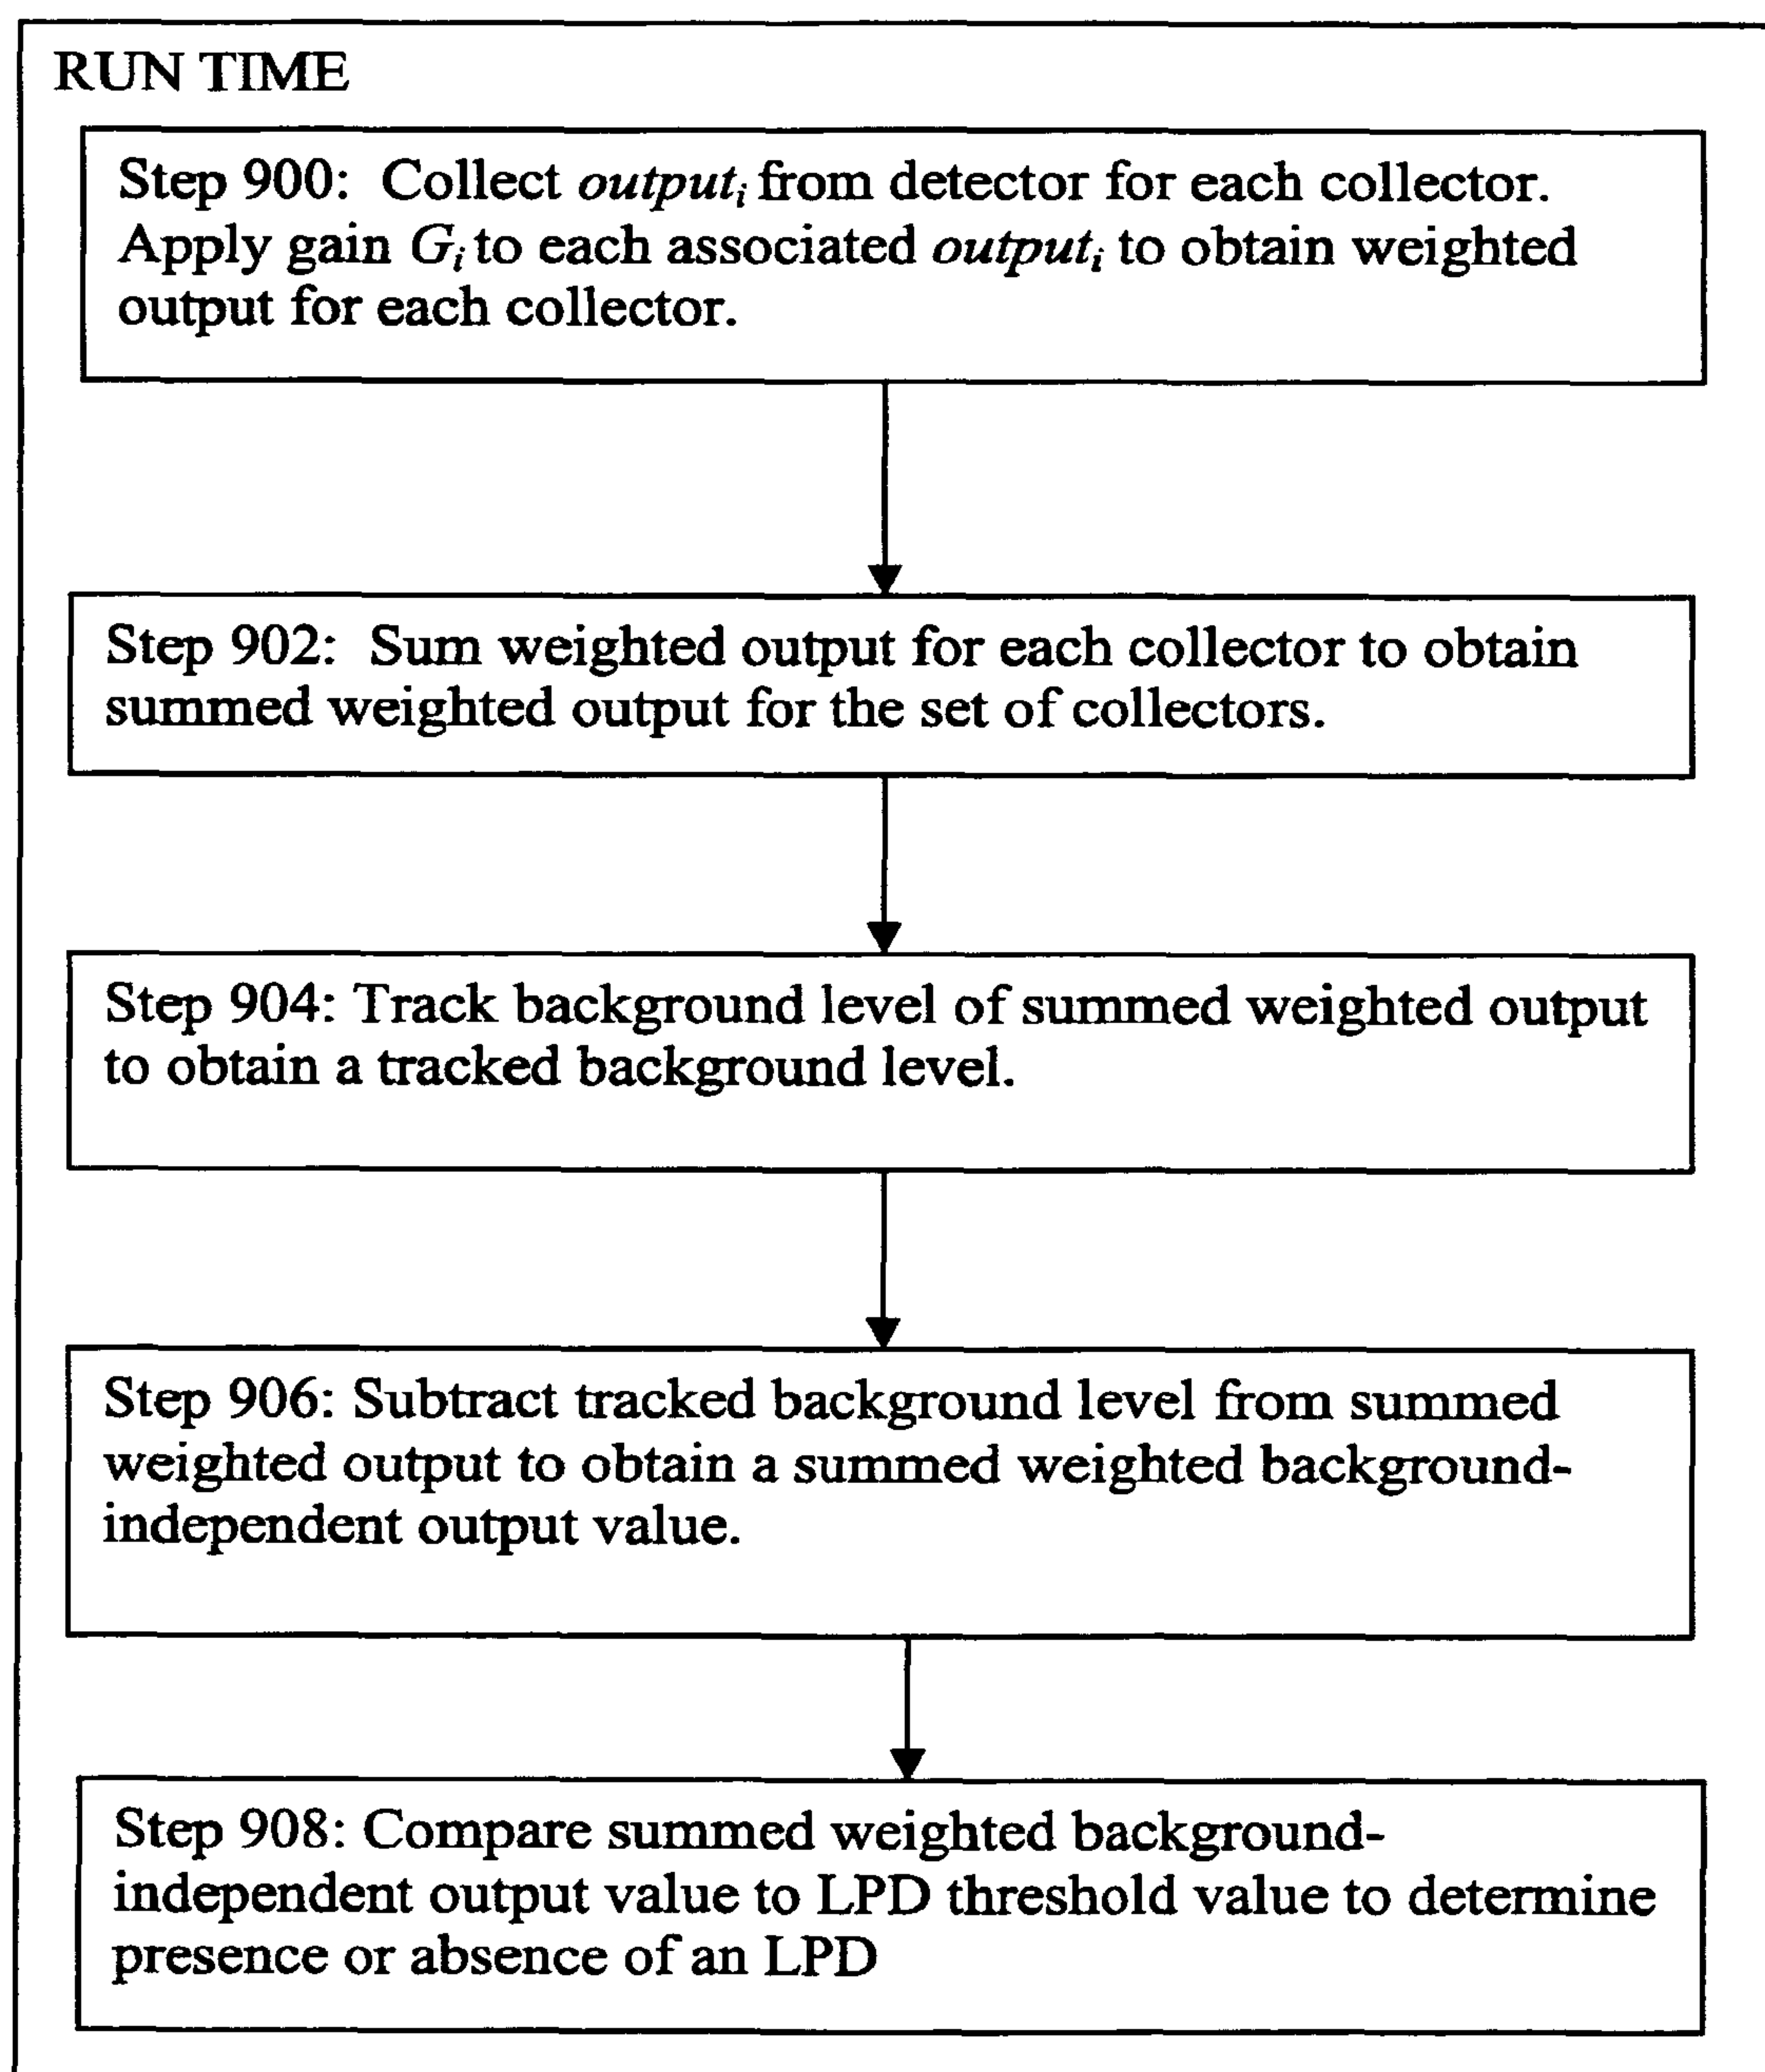 RUN TIME
Step 900: Collect output_i from detector for each collector.
Apply gain G_i to each associated output_i to obtain weighted
output for each collector.
Step 902: Sum weighted output for each collector to obtain
summed weighted output for the set of collectors.
Step 904: Track background level of summed weighted output
to obtain a tracked background level.
Step 906: Subtract tracked background level from summed
weighted output to obtain a summed weighted background-
independent output value.
Step 908: Compare summed weighted background-
independent output value to LPD threshold value to determine
presence or absence of an LPD